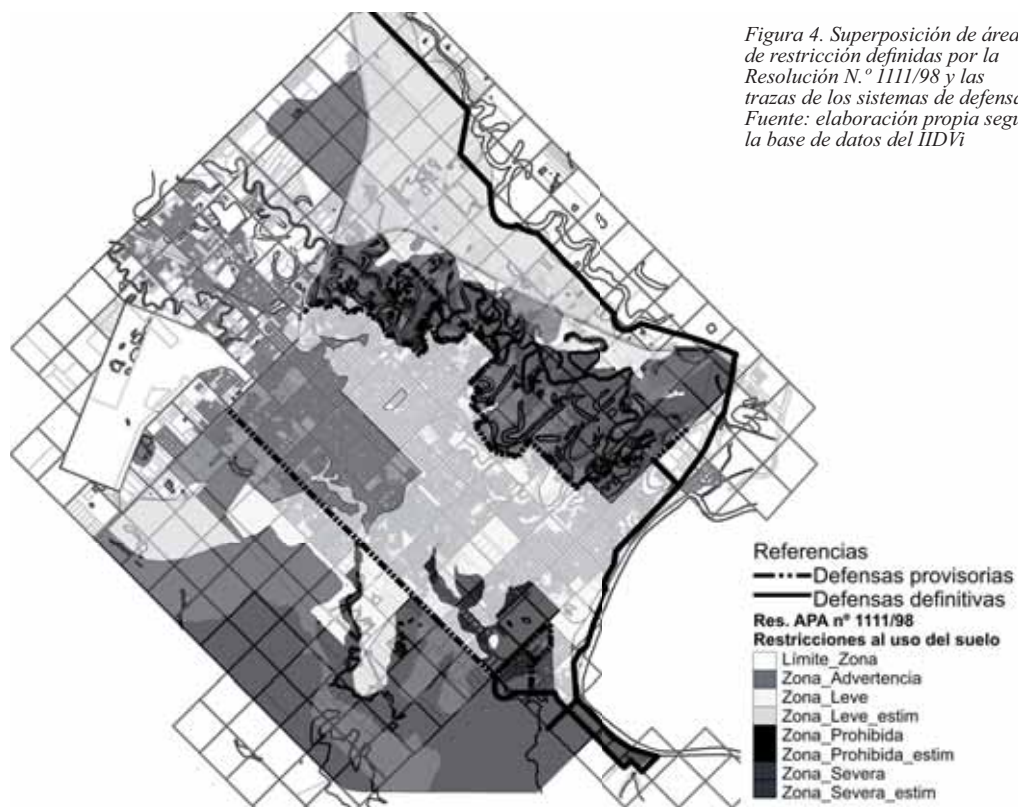 Figura 4. Superposición de área
de restricción definidas por la
Resolución N.º 1111/98 y las
trazas de los sistemas de defensa
Fuente: elaboración propia segú
la base de datos del IIDVi
Referencias
Defensas provisorias
Defensas definitivas
Res. APA nº 1111/98
Restricciones al uso del suelo
Límite_Zona
Zona_Advertencia
Zona_Leve
Zona_Leve_estim
Zona_Prohibida
Zona_Prohibida_estim
Zona_Severa
Zona_Severa_estim